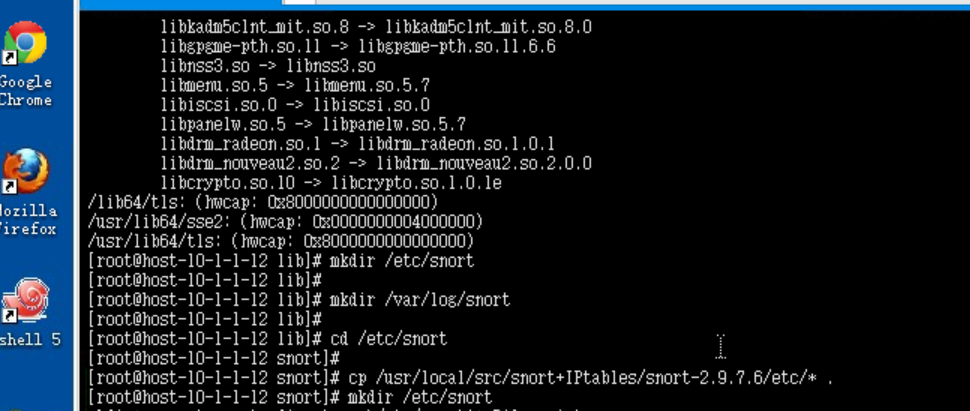 Google
Chrome
Mozilla
Firefox
shell 5
libkadm5clnt_mit.so.8 -> libkadm5clnt_mit.so.8.0
libgpgme-pth.so.11 -> libgpgme-pth.so.11.6.6
libnss3.so -> libnss3.so
libmenu.so.5 -> libmenu.so.5.7
libiscsi.so.0 -> libiscsi.so.0
libpanelw.so.5 -> libpanelw.so.5.7
libdrm_radeon.so.1 -> libdrm_radeon.so.1.0.1
libdrm_nouveau2.so.2 -> libdrm_nouveau2.so.2.0.0
libcrypto.so.10 -> libcrypto.so.1.0.1e
/lib64/tls: (hwcap: 0x8000000000000000)
/usr/lib64/sse2: (hwcap: 0x0000000004000000)
/usr/lib64/tls: (hwcap: 0x8000000000000000)
[root@host-10-1-1-12 lib]# mkdir /etc/snort
[root@host-10-1-1-12 lib]#
[root@host-10-1-1-12 lib]# mkdir /var/log/snort
[root@host-10-1-1-12 lib]#
[root@host-10-1-1-12 lib]# cd /etc/snort
[root@host-10-1-1-12 snort]#
[root@host-10-1-1-12 snort]# cp /usr/local/src/snort+IPtables/snort-2.9.7.6/etc/* .
[root@host-10-1-1-12 snort]# mkdir /etc/snort